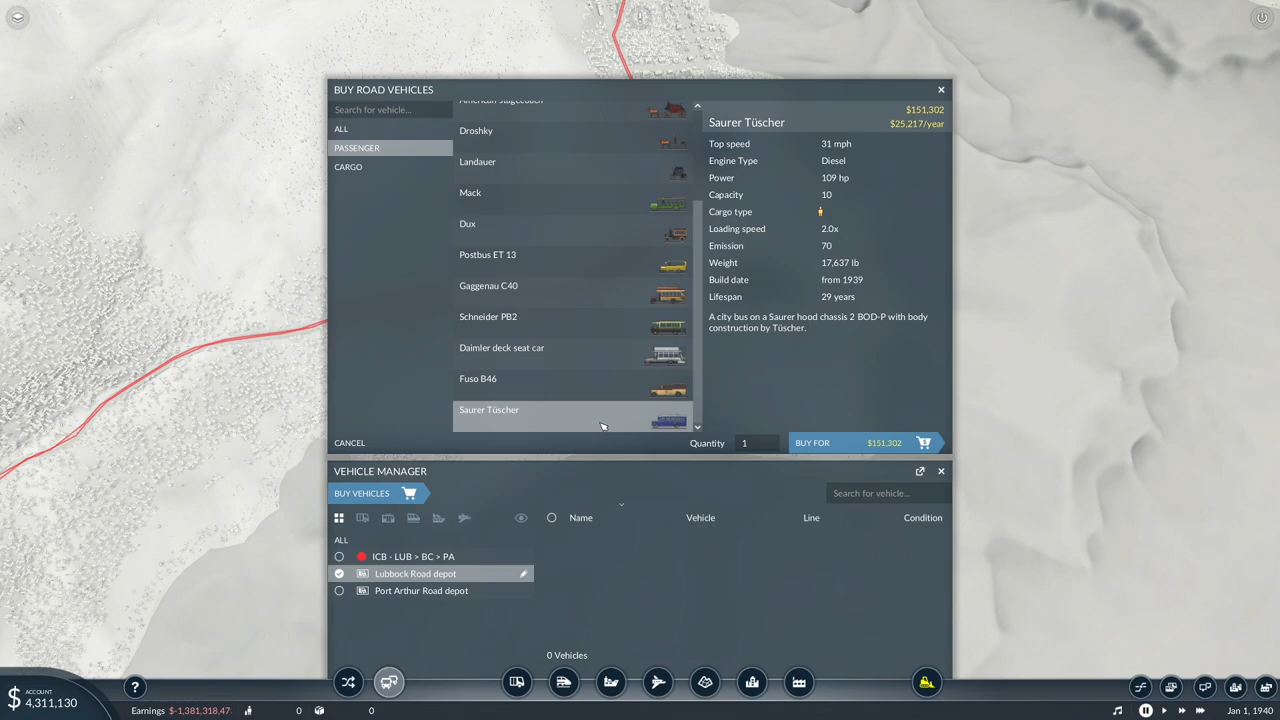 BUY ROAD VEHICLES
Search for vehicle...
ALL
PASSENGER
CARGO
American stagecoach
Droshky
Landauer
Mack
Dux
Postbus ET 13
Gaggenau C40
Schneider PB2
Daimler deck seat car
Fuso B46
Saurer Tüscher
$151,302
Saurer Tüscher $25,217/year
Top speed 31 mph
Engine Type Diesel
Power 109 hp
Capacity 10
Cargo type
Loading speed 2.0x
Emission 70
Weight 17,637 lb
Build date from 1939
Lifespan 29 years
A city bus on a Saurer hood chassis 2 BOD-P with body
construction by Tüscher.
CANCEL Quantity 1 BUY FOR $151,302
VEHICLE MANAGER
BUY VEHICLES Search for vehicle...
Name Vehicle Line Condition
ALL
ICB - LUB > BC > PA
Lubbock Road depot
Port Arthur Road depot
0 Vehicles
$ ACCOUNT
4,311,130
?
Earnings $-1,381,318,47 0 0 Jan 1, 1940